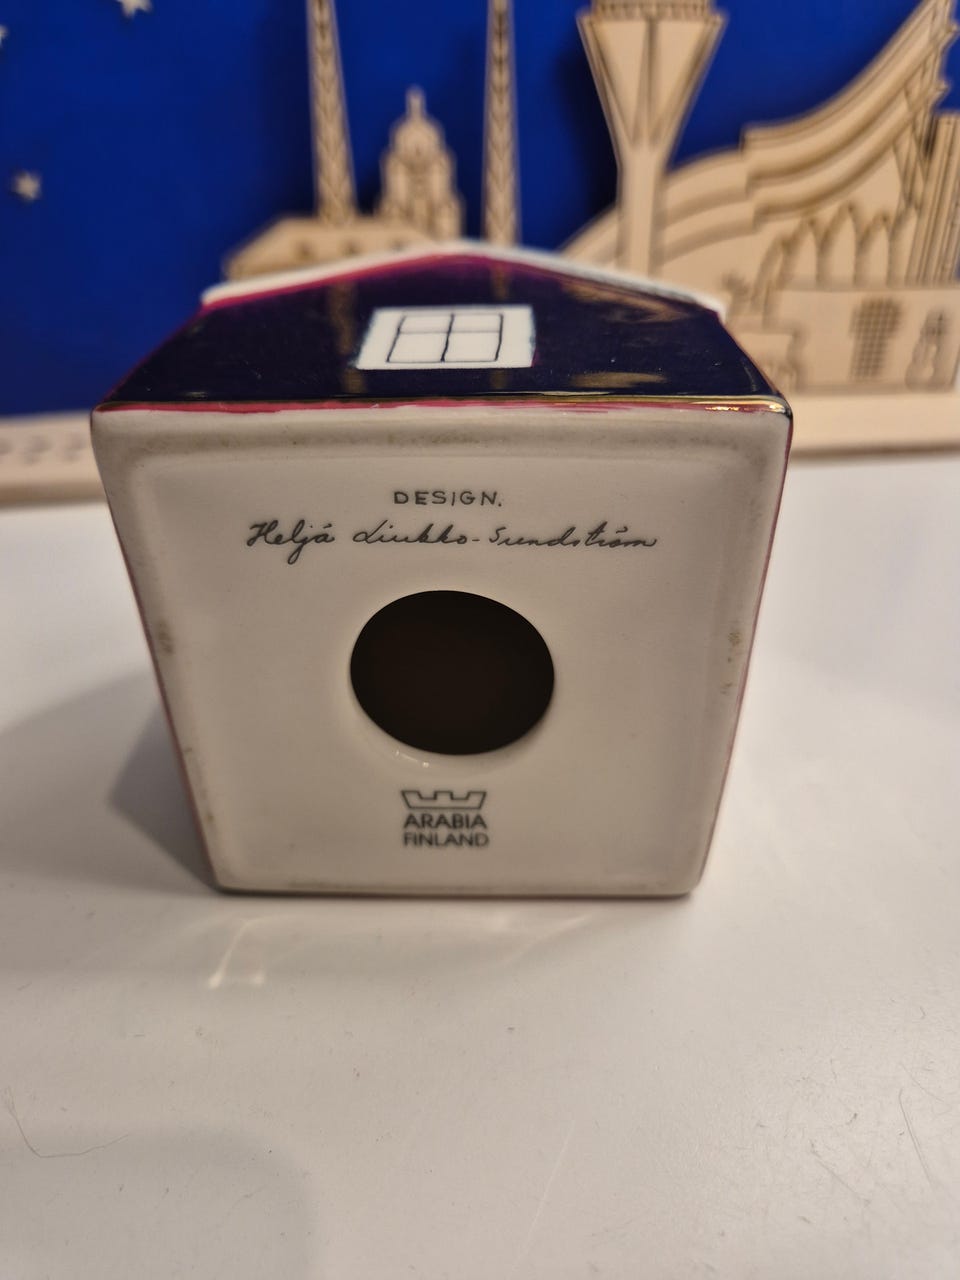 DESIGN.
Heljä Liukko-Sundström
ARABIA
FINLAND